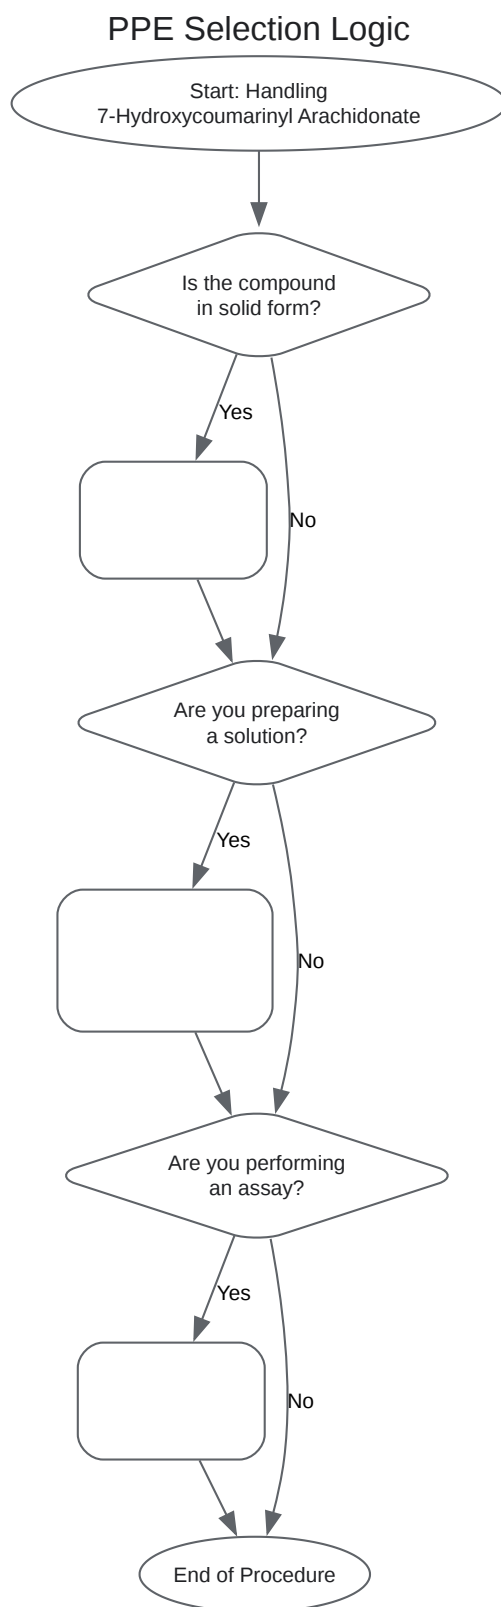 PPE Selection Logic
Start: Handling
7-Hydroxycoumarinyl Arachidonate
Is the compound
in solid form?
Yes
No
Are you preparing
a solution?
Yes
No
Are you performing
an assay?
Yes
No
End of Procedure